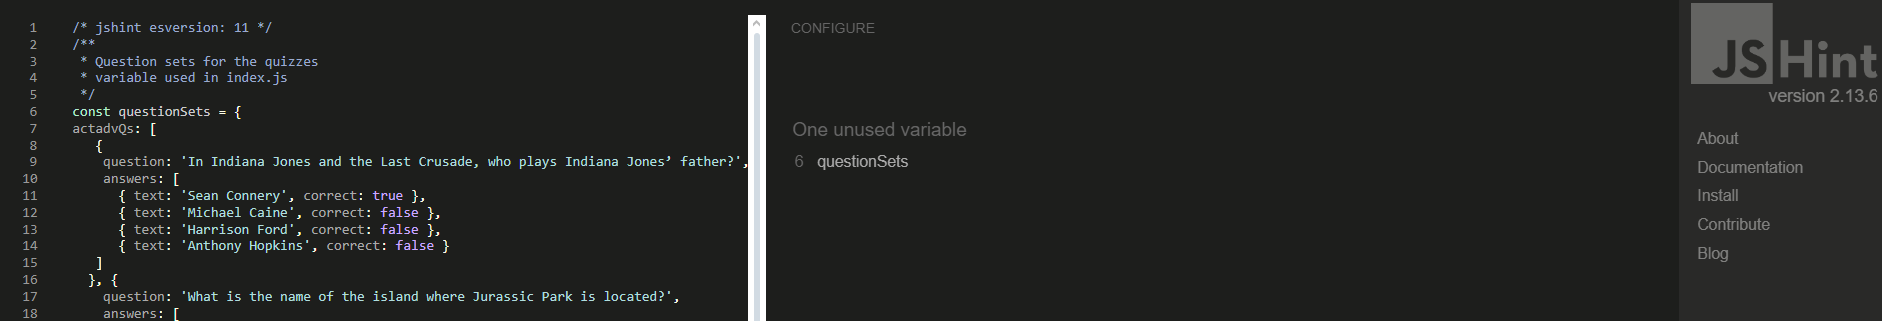 1 /* jshint esversion: 11 */
2 /**
3 * Question sets for the quizzes
4 * variable used in index.js
5 */
6 const questionSets = {
7 actadvQs: [
8 {
9 question: 'In Indiana Jones and the Last Crusade, who plays Indiana Jones’ father?',
10 answers: [
11 { text: 'Sean Connery', correct: true },
12 { text: 'Michael Caine', correct: false },
13 { text: 'Harrison Ford', correct: false },
14 { text: 'Anthony Hopkins', correct: false }
15 ]
16 }, {
17 question: 'What is the name of the island where Jurassic Park is located?',
18 answers: [
CONFIGURE
One unused variable
6 questionSets
JSHint
version 2.13.6
About
Documentation
Install
Contribute
Blog